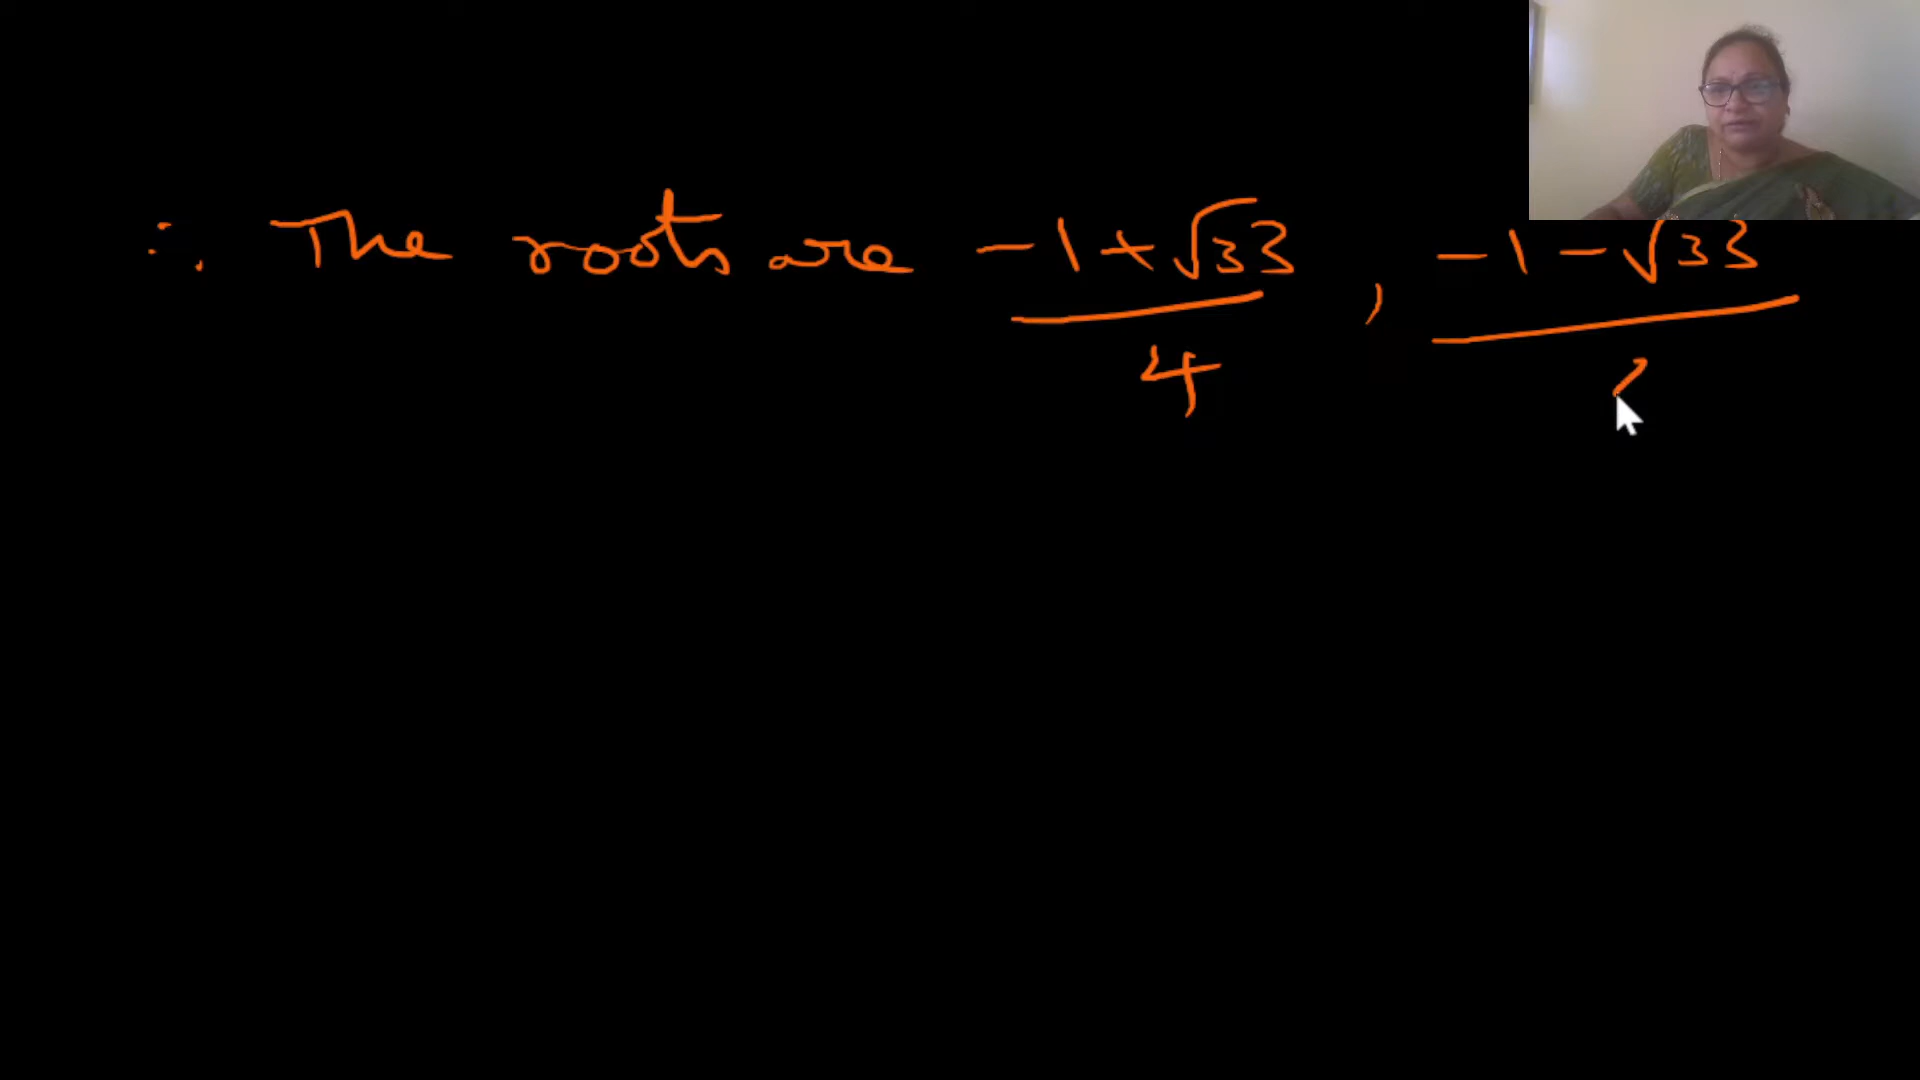 ∴ The roots are (-1+√33)/4 , (-1-√33)/